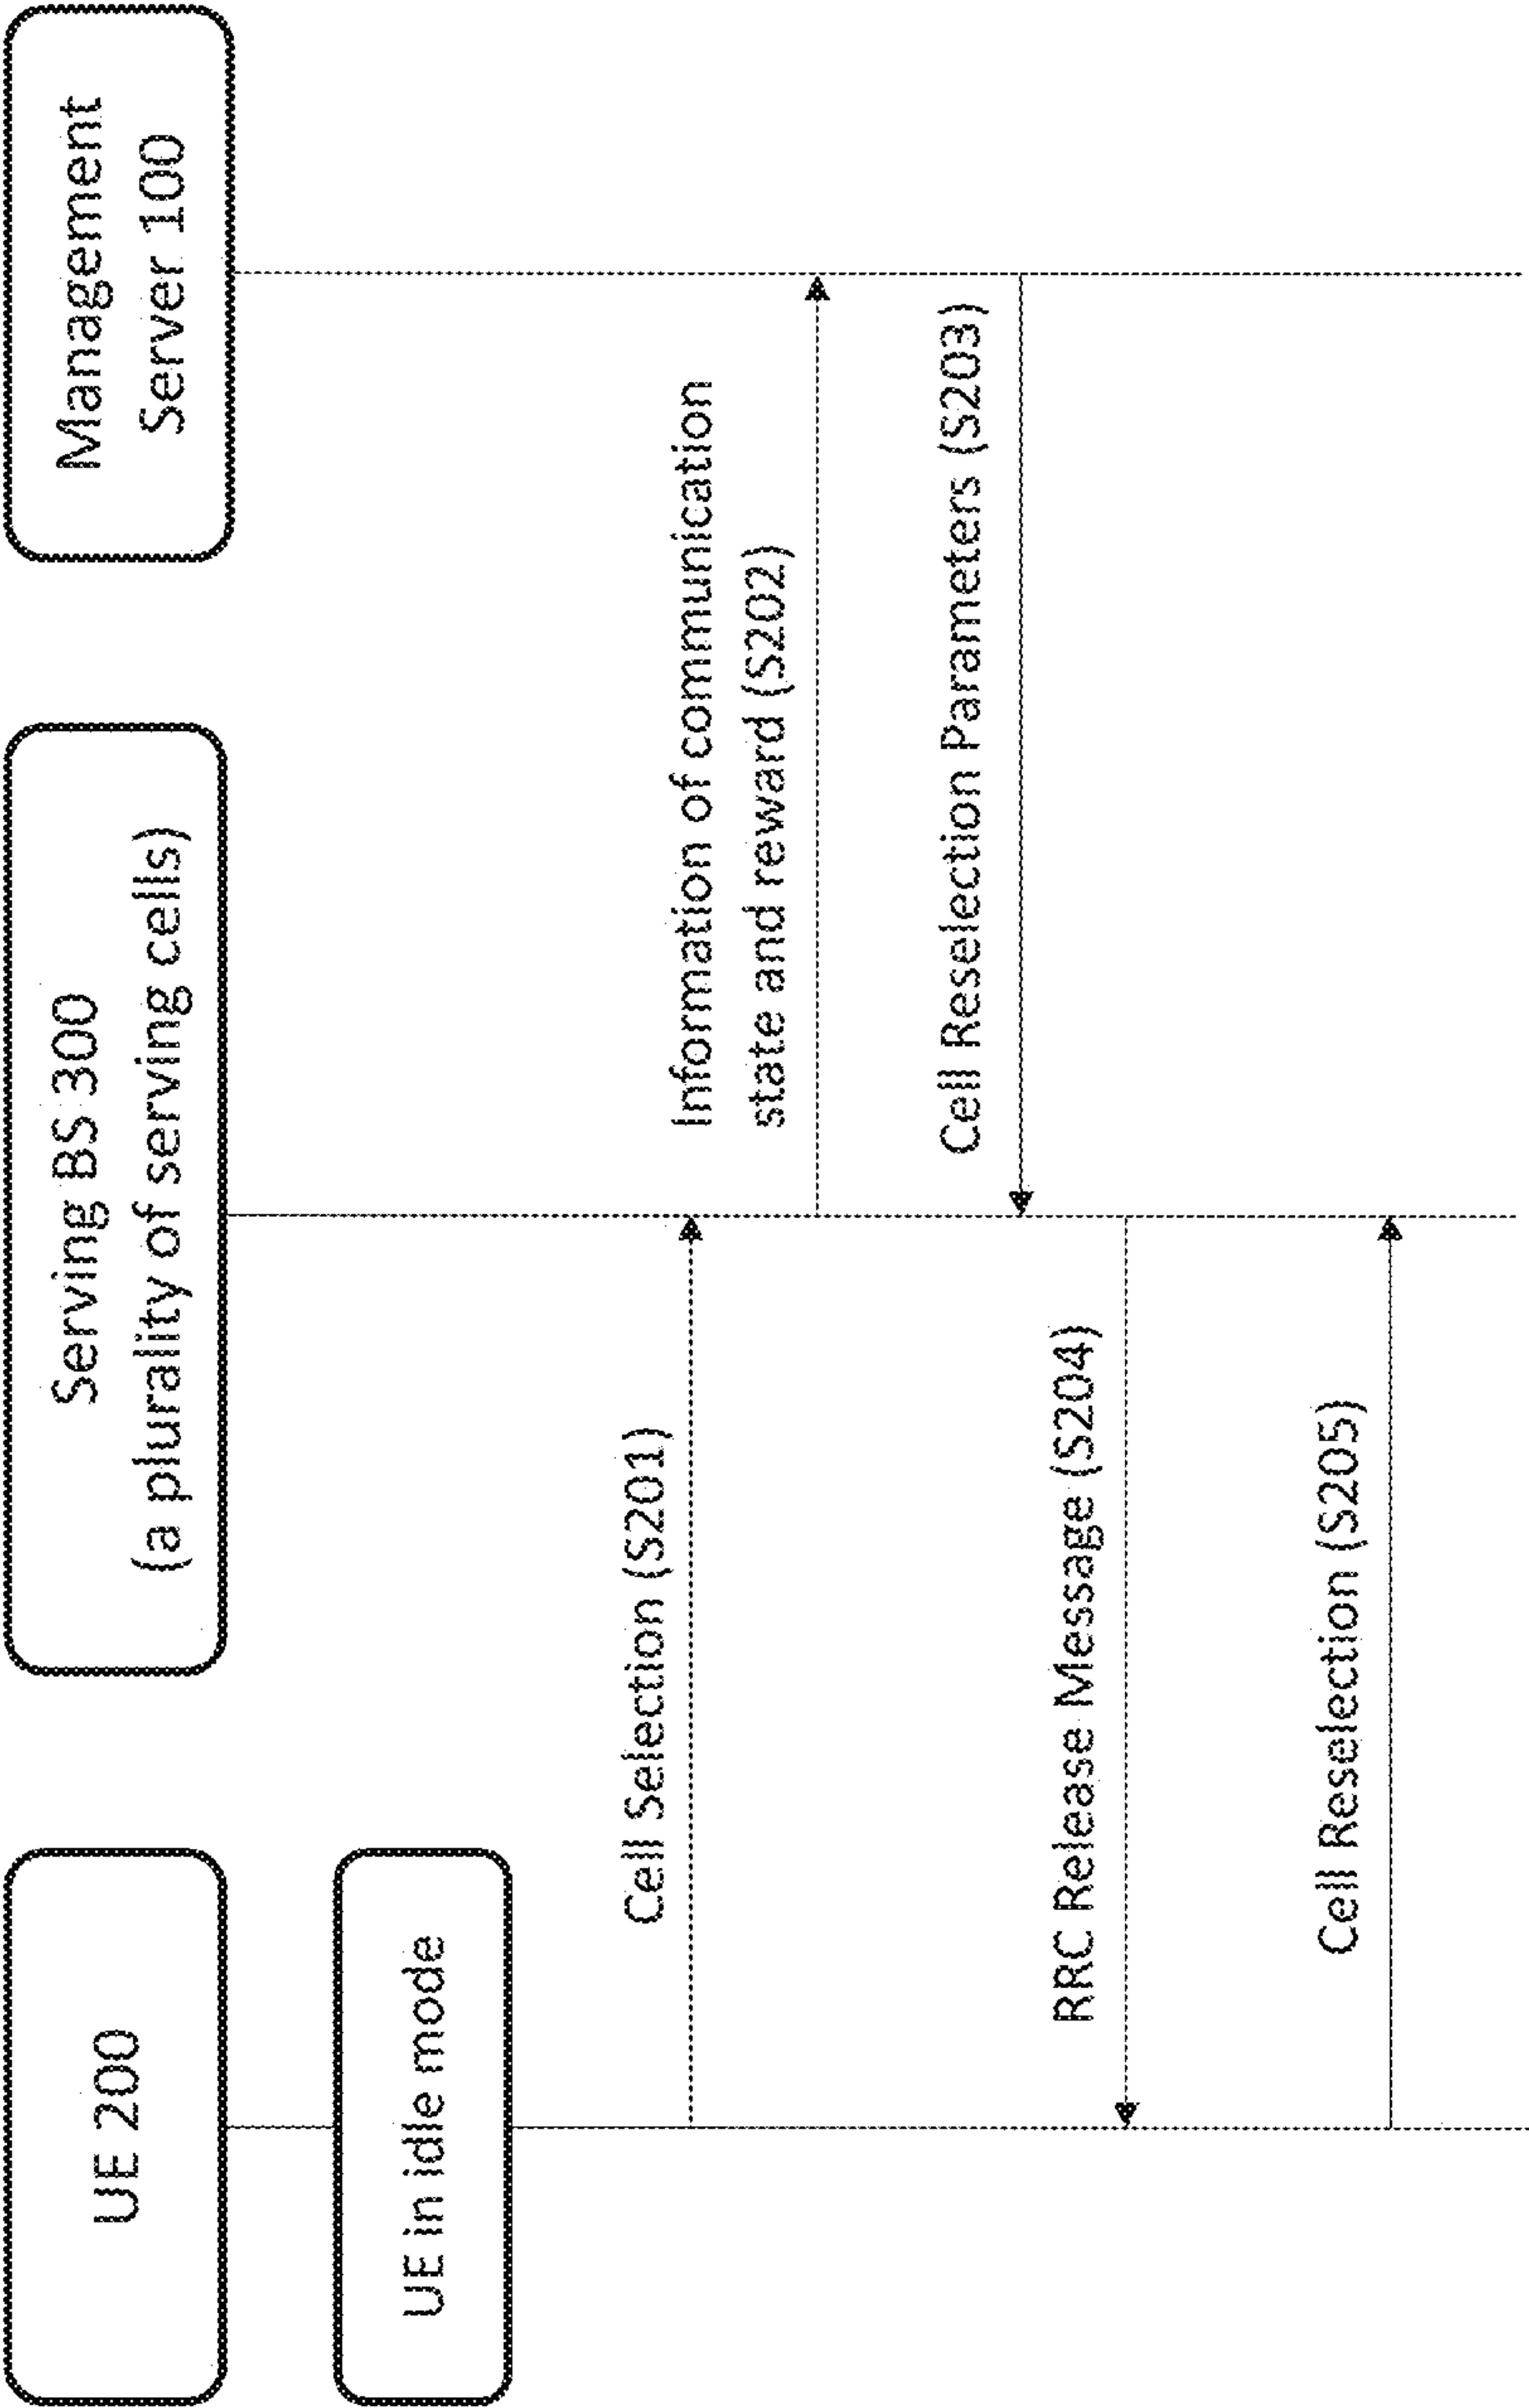 UE 200
Serving BS 300
(a plurality of serving cells)
Management
Server 100
UE in idle mode
Cell Selection (S201)
Information of communication
state and reward (S202)
Cell Reselection Parameters (S203)
RRC Release Message (S204)
Cell Reselection (S205)